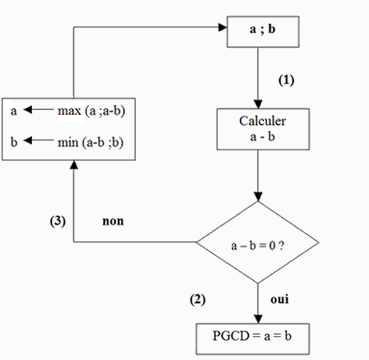 a ; b
(1)
a ← max (a ;a-b)
b ← min (a-b ;b)
Calculer
a - b
(3) non
a – b = 0 ?
(2) oui
PGCD = a = b